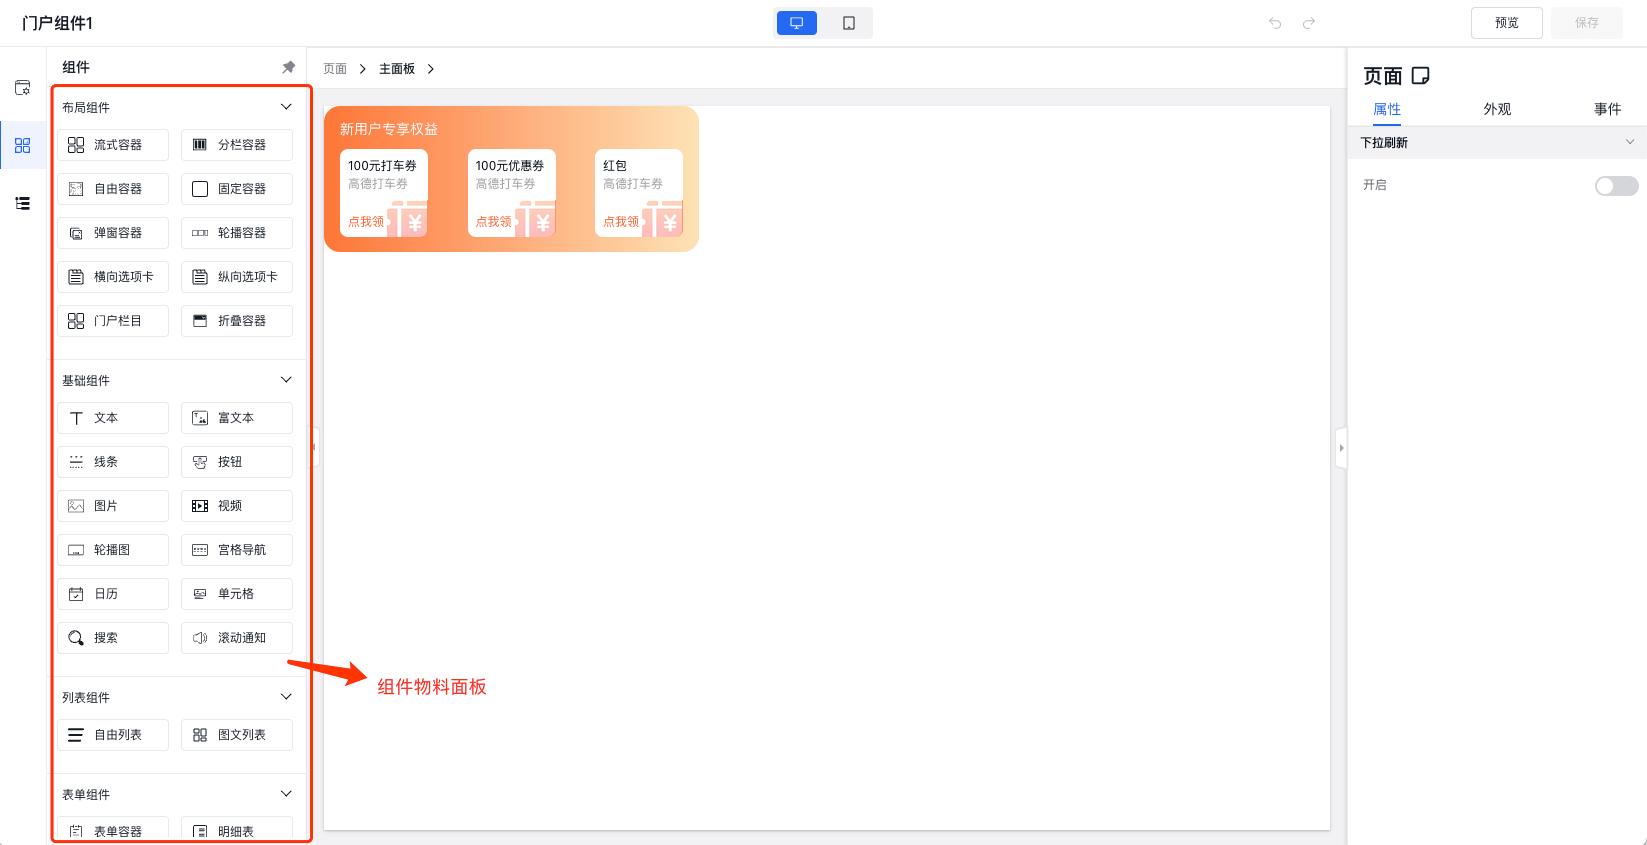 门户组件1
预览
保存
组件
布局组件
流式容器
分栏容器
自由容器
固定容器
弹窗容器
轮播容器
横向选项卡
纵向选项卡
门户栏目
折叠容器
基础组件
文本
富文本
线条
按钮
图片
视频
轮播图
宫格导航
日历
单元格
搜索
滚动通知
列表组件
自由列表
图文列表
表单组件
表单容器
明细表
页面 > 主面板 >
新用户专享权益
100元打车券
高德打车券
点我领
¥
100元优惠券
高德打车券
点我领
¥
红包
高德打车券
点我领
¥
组件物料面板
页面
属性
外观
事件
下拉刷新
开启